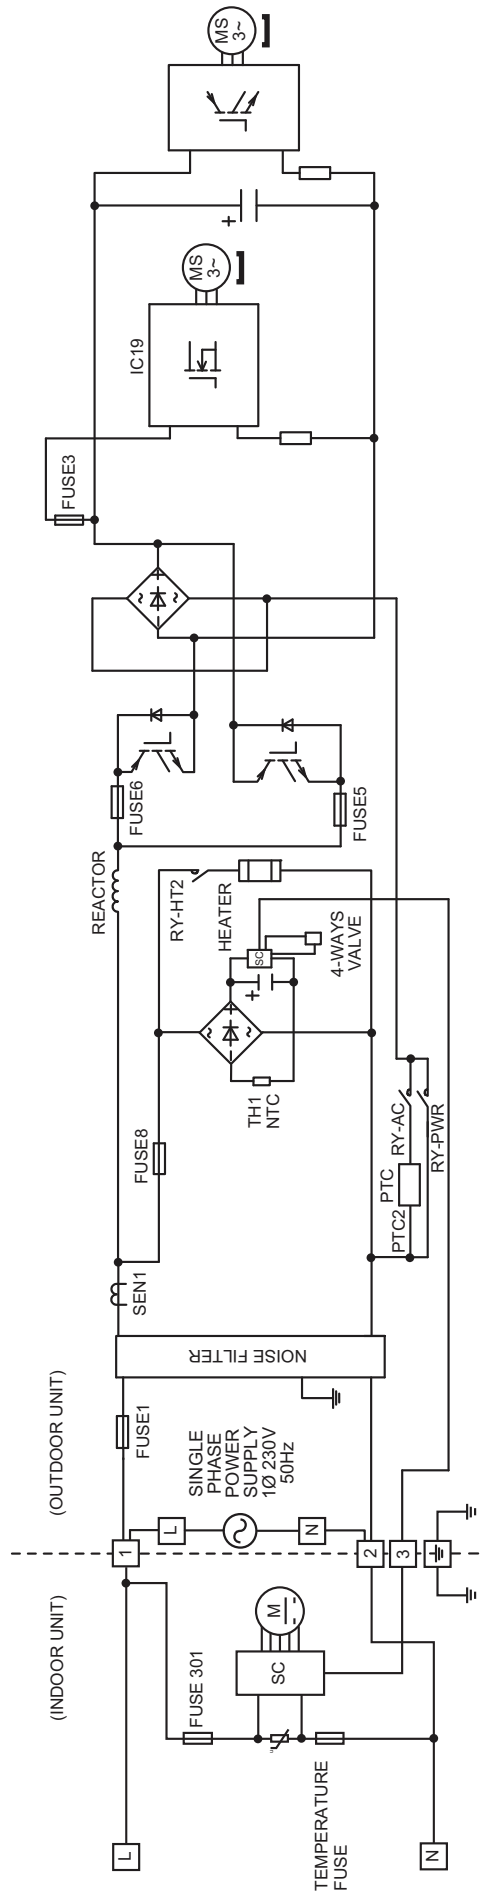 (INDOOR UNIT)
(OUTDOOR UNIT)
L
N
FUSE 301
TEMPERATURE
FUSE
SC
M
1
2
3
L
N
SINGLE
PHASE
POWER
SUPPLY
1Ø 230V
50Hz
FUSE1
NOISE FILTER
SEN1
FUSE8
REACTOR
TH1
NTC
+
SC
4-WAYS
VALVE
RY-HT2
HEATER
PTC
PTC2
RY-AC
RY-PWR
FUSE6
FUSE5
FUSE3
IC19
MS
3~
+
MS
3~